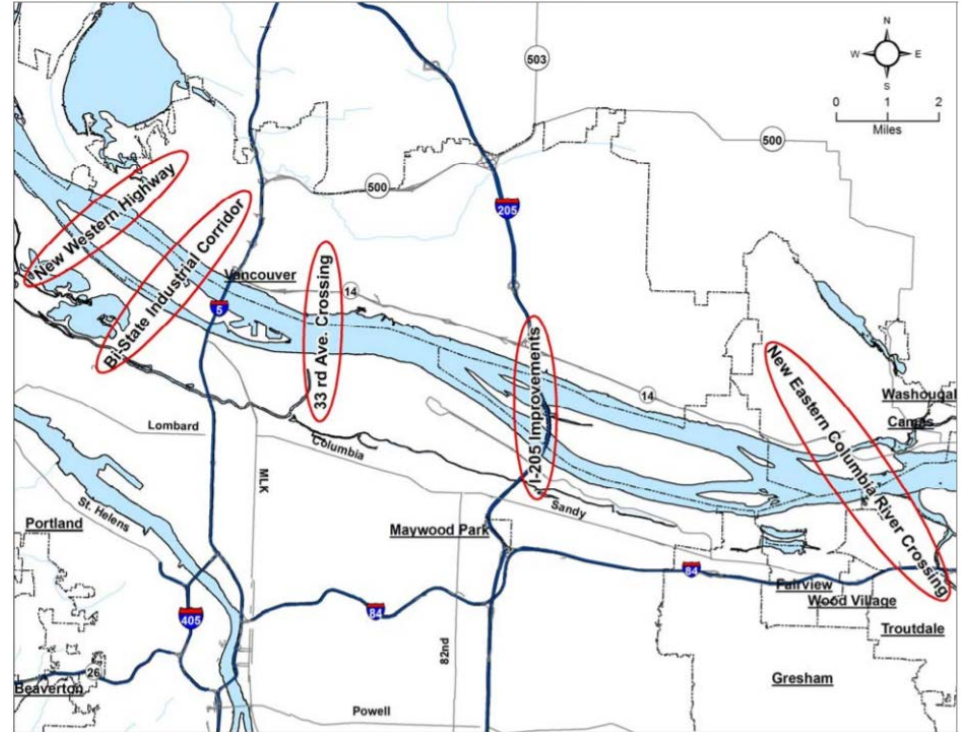 503
N
W E
S
0 1 2
Miles
500
500
205
New Western Highway
Bi-State Industrial Corridor
Vancouver
5
14
33 rd Ave. Crossing
I-205 Improvements
14
New Eastern Columbia River Crossing
Washougal
Camas
Lombard
Columbia
MLK
St. Helens
Portland
Sandy
Maywood Park
84
Fairview
Wood Village
Troutdale
405
84
82nd
26
Beaverton
Gresham
Powell